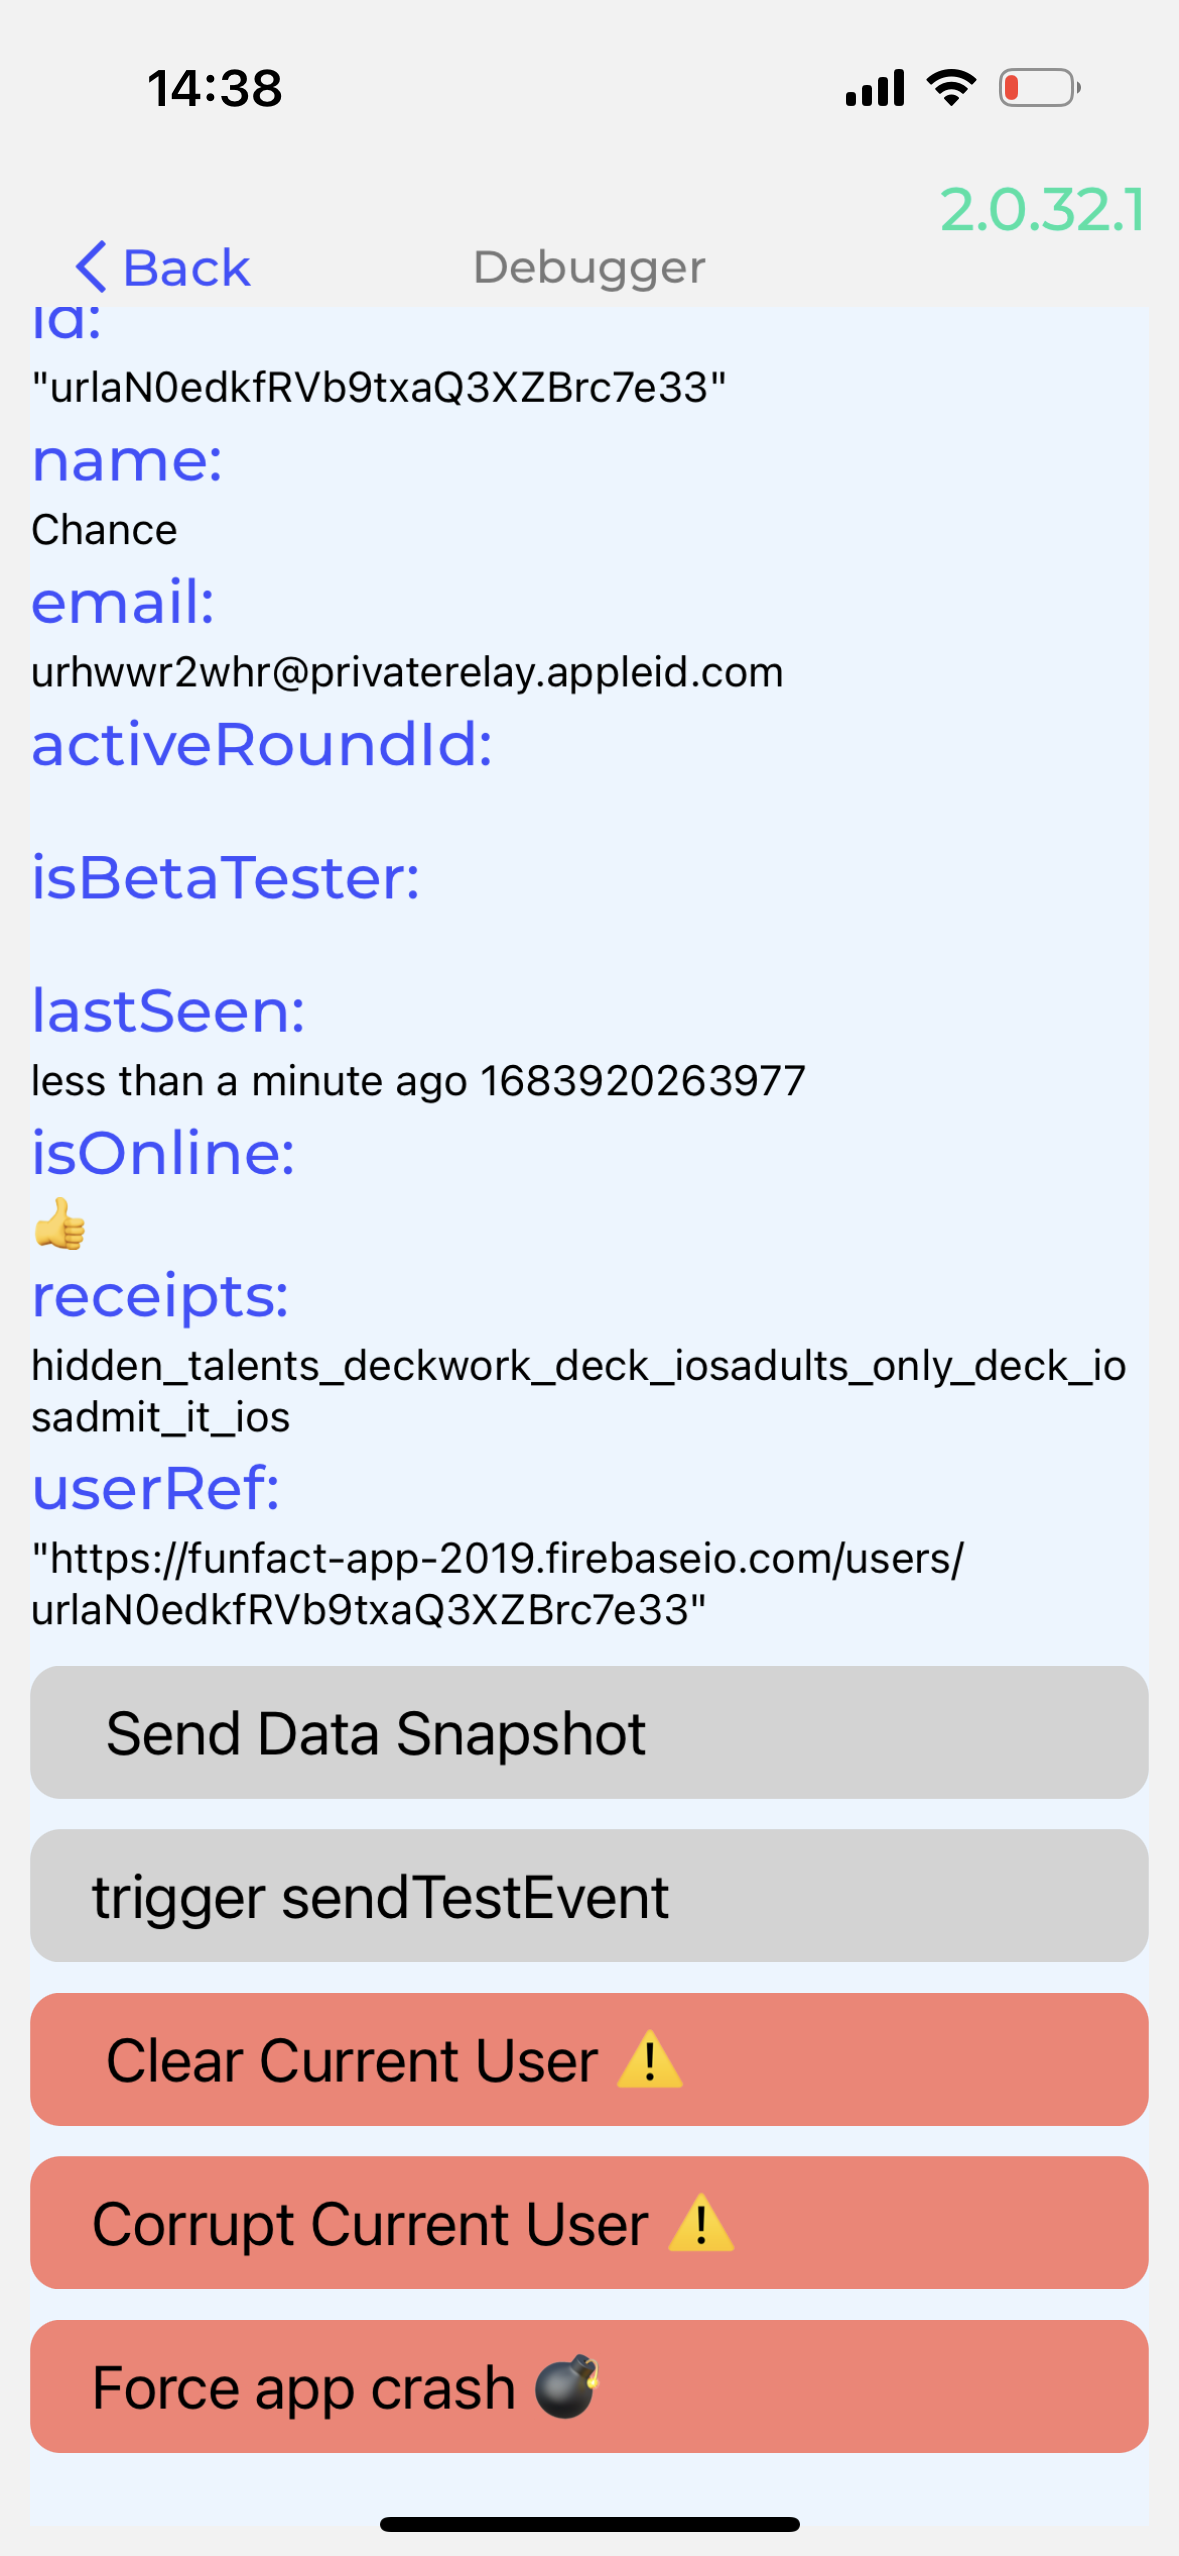 14:38
2.0.32.1
Back
Debugger
id:
"urlaN0edkfRVb9txaQ3XZBrc7e33"
name:
Chance
email:
urhwwr2whr@privaterelay.appleid.com
activeRoundId:
isBetaTester:
lastSeen:
less than a minute ago 1683920263977
isOnline:
👍
receipts:
hidden_talents_deckwork_deck_iosadults_only_deck_io
sadmit_it_ios
userRef:
"https://funfact-app-2019.firebaseio.com/users/
urlaN0edkfRVb9txaQ3XZBrc7e33"
Send Data Snapshot
trigger sendTestEvent
Clear Current User ⚠️
Corrupt Current User ⚠️
Force app crash 💣